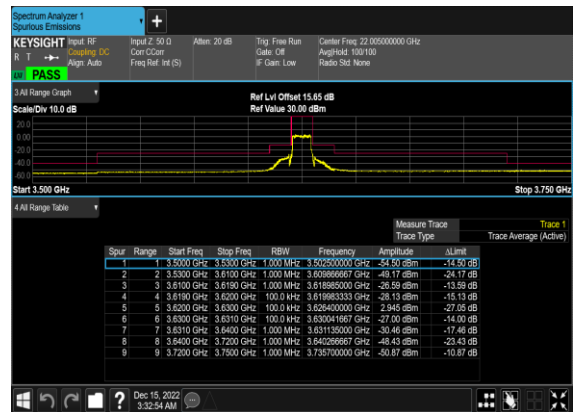 Spectrum Analyzer 1
Spurious Emissions
KEYSIGHT Input: RF Input Z: 50 Ω Atten: 20 dB Trig: Free Run Center Freq: 22.005000000 GHz
R T Coupling: DC Corr CCorr Gate: Off Avg|Hold: 100/100
Align: Auto Freq Ref: Int (S) IF Gain: Low Radio Std: None
PASS
3 All Range Graph
Ref Lvl Offset 15.65 dB
Scale/Div 10.0 dB Ref Value 30.00 dBm
20.0
0.00
-20.0
-40.0
-60.0
Start 3.500 GHz Stop 3.750 GHz
4 All Range Table
Measure Trace Trace 1
Trace Type Trace Average (Active)
Spur Range Start Freq Stop Freq RBW Frequency Amplitude ΔLimit
1 1 3.5000 GHz 3.5300 GHz 1.000 MHz 3.502500000 GHz -54.50 dBm -14.50 dB
2 2 3.5300 GHz 3.6100 GHz 1.000 MHz 3.609866667 GHz -49.17 dBm -24.17 dB
3 3 3.6100 GHz 3.6190 GHz 1.000 MHz 3.618985000 GHz -26.59 dBm -13.59 dB
4 4 3.6190 GHz 3.6200 GHz 100.0 kHz 3.619983333 GHz -28.13 dBm -15.13 dB
5 5 3.6200 GHz 3.6300 GHz 100.0 kHz 3.626400000 GHz 2.945 dBm -27.05 dB
6 6 3.6300 GHz 3.6310 GHz 100.0 kHz 3.630041667 GHz -27.00 dBm -14.00 dB
7 7 3.6310 GHz 3.6400 GHz 1.000 MHz 3.631135000 GHz -30.46 dBm -17.46 dB
8 8 3.6400 GHz 3.7200 GHz 1.000 MHz 3.640266667 GHz -48.43 dBm -23.43 dB
9 9 3.7200 GHz 3.7500 GHz 1.000 MHz 3.735700000 GHz -50.87 dBm -10.87 dB
? Dec 15, 2022
3:32:54 AM